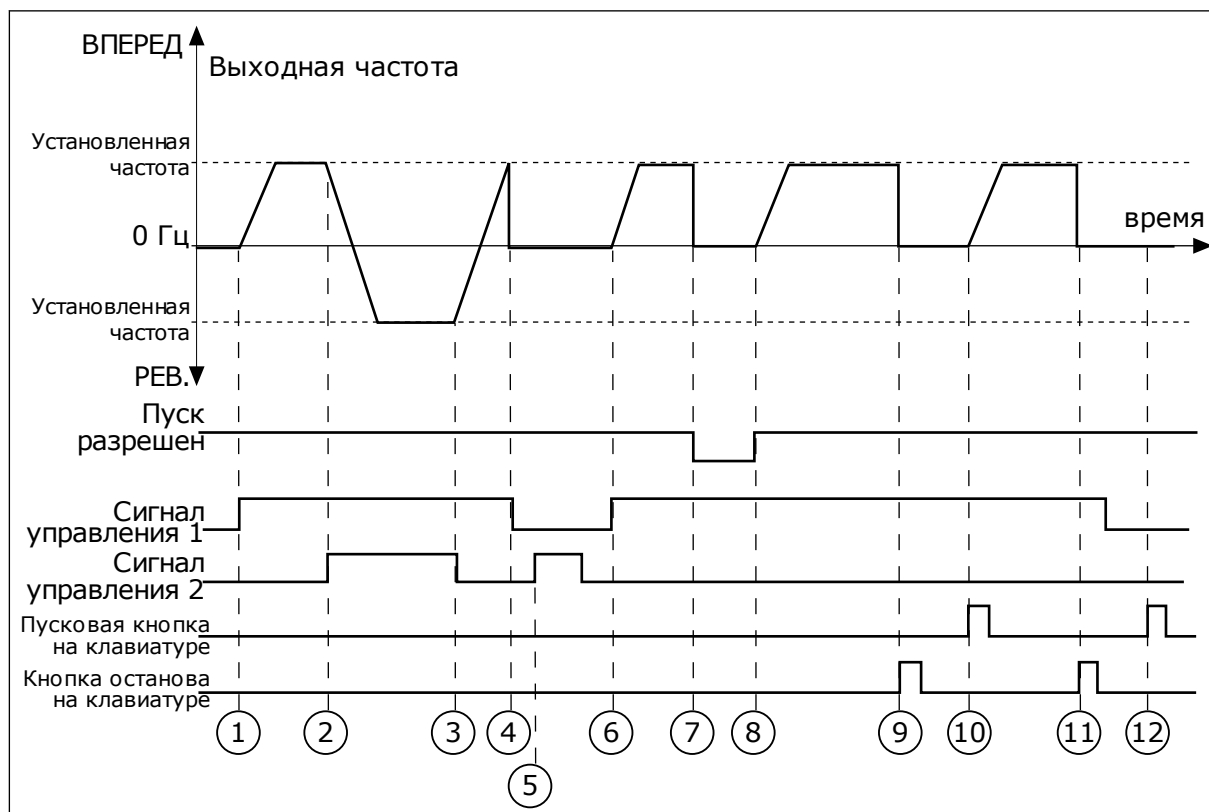 ВПЕРЕД
Выходная частота
Установленная
частота
0 Гц
время
Установленная
частота
РЕВ.
Пуск
разрешен
Сигнал
управления 1
Сигнал
управления 2
Пусковая кнопка
на клавиатуре
Кнопка останова
на клавиатуре
1 2 3 4 6 7 8 9 10 11 12
5